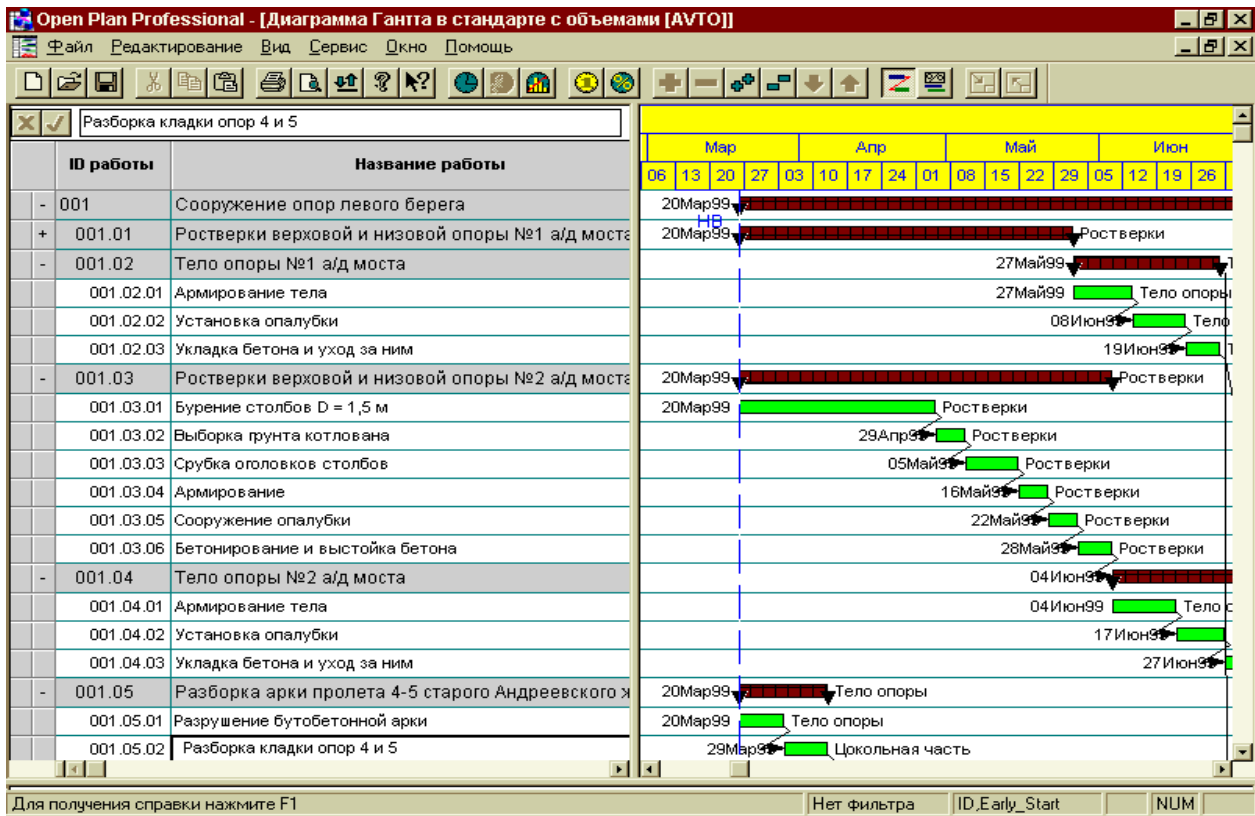 Open Plan Professional - [Диаграмма Гантта в стандарте с объемами [AVTO]]
Файл Редактирование Вид Сервис Окно Помощь
Разборка кладки опор 4 и 5
ID работы Название работы
Мар Апр Май Июн
06 13 20 27 03 10 17 24 01 08 15 22 29 05 12 19 26
001 Сооружение опор левого берега 20Мар99
НВ
001.01 Ростверки верховой и низовой опоры №1 а/д моста 20Мар99 Ростверки
001.02 Тело опоры №1 а/д моста 27Май99
001.02.01 Армирование тела 27Май99 Тело опоры
001.02.02 Установка опалубки 08Июн99 Тело
001.02.03 Укладка бетона и уход за ним 19Июн99
001.03 Ростверки верховой и низовой опоры №2 а/д моста 20Мар99 Ростверки
001.03.01 Бурение столбов D = 1,5 м 20Мар99 Ростверки
001.03.02 Выборка грунта котлована 29Апр99 Ростверки
001.03.03 Срубка оголовков столбов 05Май99 Ростверки
001.03.04 Армирование 16Май99 Ростверки
001.03.05 Сооружение опалубки 22Май99 Ростверки
001.03.06 Бетонирование и выстойка бетона 28Май99 Ростверки
001.04 Тело опоры №2 а/д моста 04Июн99
001.04.01 Армирование тела 04Июн99 Тело о
001.04.02 Установка опалубки 17Июн99
001.04.03 Укладка бетона и уход за ним 27Июн99
001.05 Разборка арки пролета 4-5 старого Андреевского ж 20Мар99 Тело опоры
001.05.01 Разрушение бутобетонной арки 20Мар99 Тело опоры
001.05.02 Разборка кладки опор 4 и 5 29Мар99 Цокольная часть
Для получения справки нажмите F1 Нет фильтра ID,Early_Start NUM